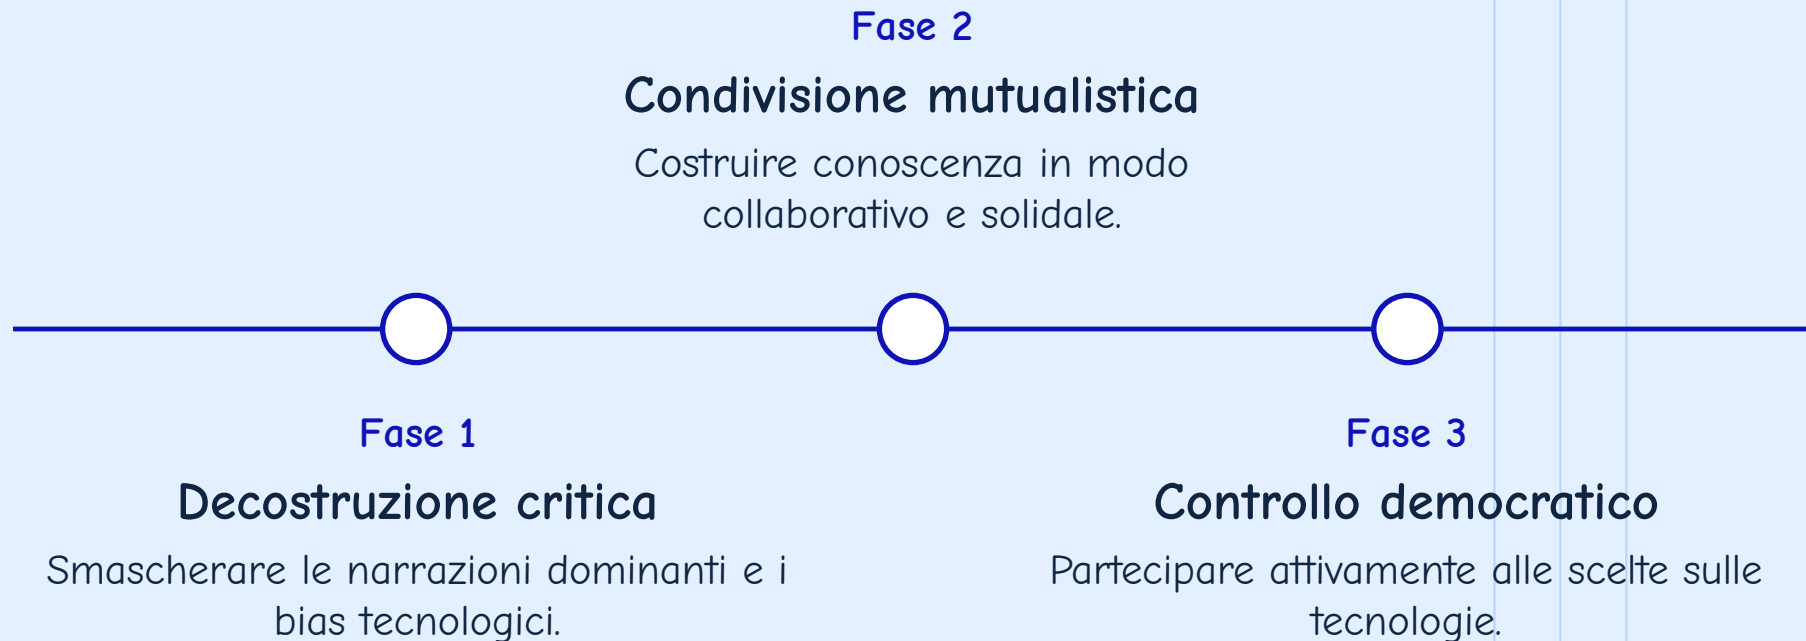 Fase 2
Condivisione mutualistica
Costruire conoscenza in modo
collaborativo e solidale.
Fase 1
Decostruzione critica
Smascherare le narrazioni dominanti e i
bias tecnologici.
Fase 3
Controllo democratico
Partecipare attivamente alle scelte sulle
tecnologie.